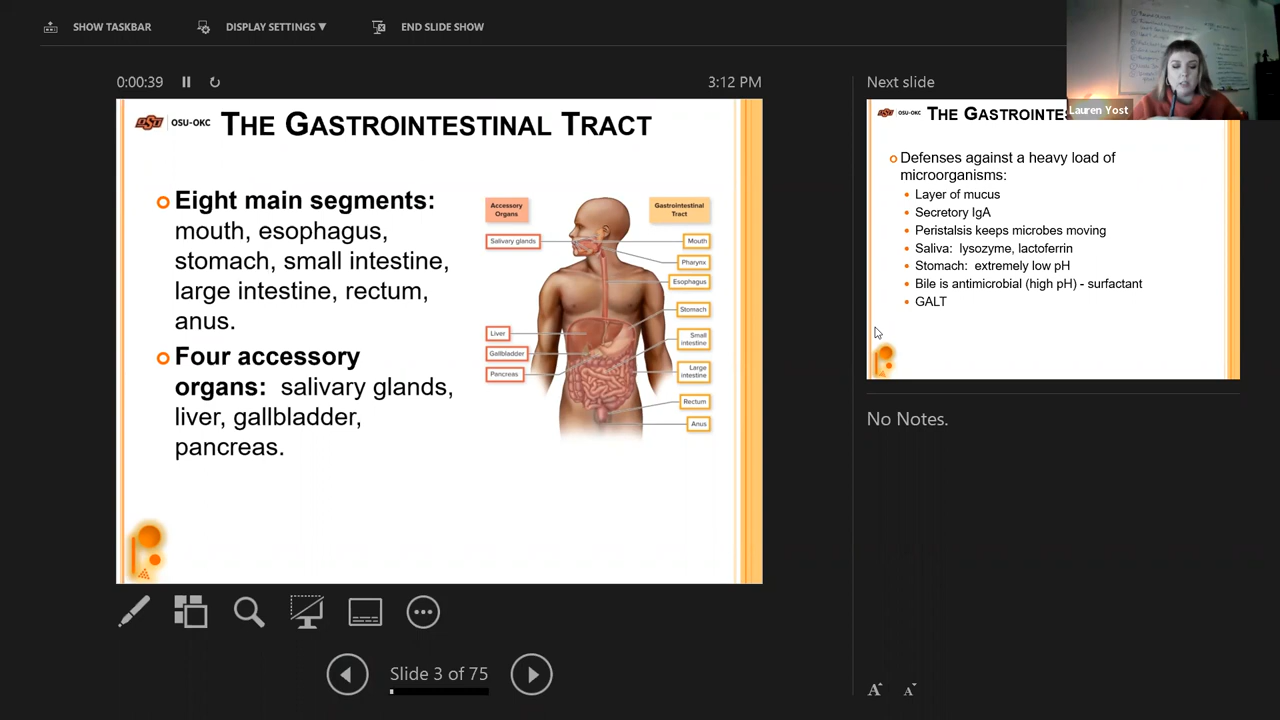 SHOW TASKBAR
DISPLAY SETTINGS ▼
END SLIDE SHOW
0:00:39
3:12 PM
OSU
OSU-OKC
THE GASTROINTESTINAL TRACT
Eight main segments:
mouth, esophagus,
stomach, small intestine,
large intestine, rectum,
anus.
Four accessory
organs: salivary glands,
liver, gallbladder,
pancreas.
Accessory
Organs
Gastrointestinal
Tract
Salivary glands
Mouth
Pharynx
Esophagus
Stomach
Liver
Small
intestine
Gallbladder
Large
intestine
Pancreas
Rectum
Anus
Slide 3 of 75
Next slide
Lauren Yost
OSU-OKC
THE GASTROINTES
Defenses against a heavy load of
microorganisms:
Layer of mucus
Secretory IgA
Peristalsis keeps microbes moving
Saliva: lysozyme, lactoferrin
Stomach: extremely low pH
Bile is antimicrobial (high pH) - surfactant
GALT
No Notes.
A A